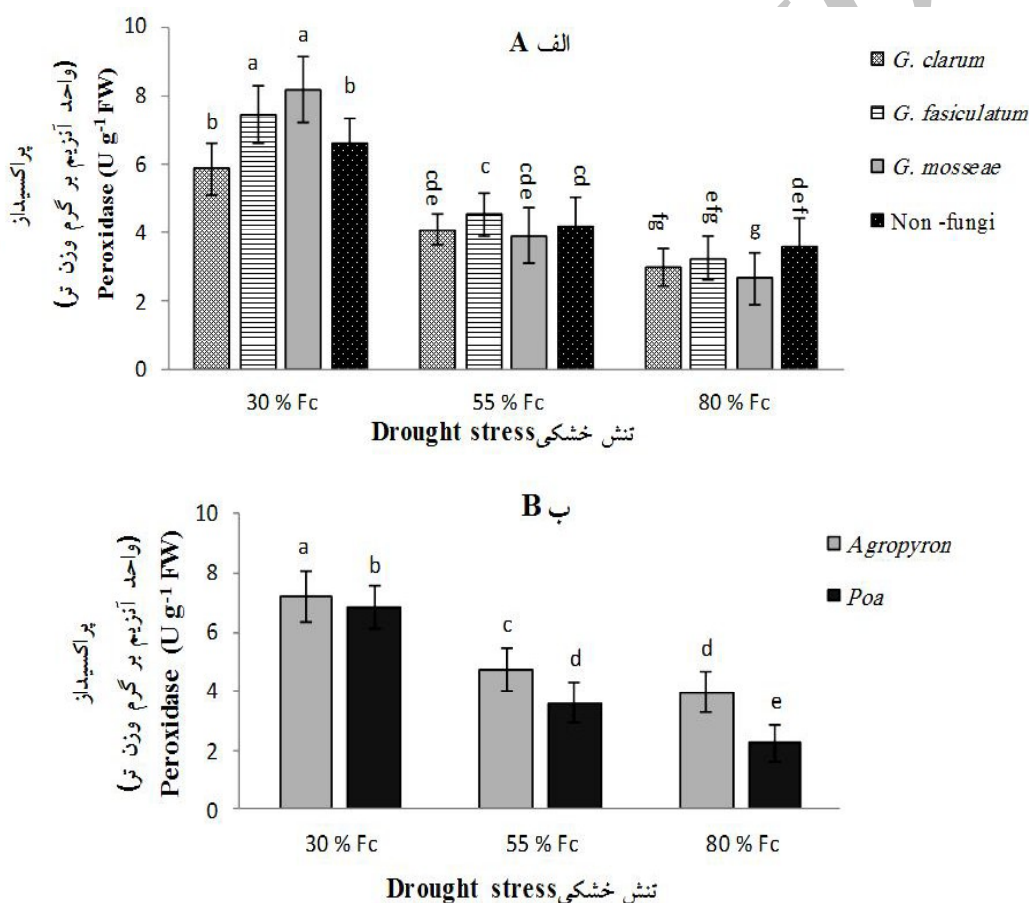 الف A
پراکسیداز
(واحد آنزیم بر گرم وزن تر)
Peroxidase (U g-1 FW)
10
8
6
4
2
0
b
a
a
b
cde
c
cde
cd
fg
efg
g
def
G. clarum
G. fasiculatum
G. mosseae
Non -fungi
30 % Fc
55 % Fc
80 % Fc
Drought stress تنش خشکی
ب B
پراکسیداز
(واحد آنزیم بر گرم وزن تر)
Peroxidase (U g-1 FW)
10
8
6
4
2
0
a
b
c
d
d
e
Agropyron
Poa
30 % Fc
55 % Fc
80 % Fc
Drought stress تنش خشکی